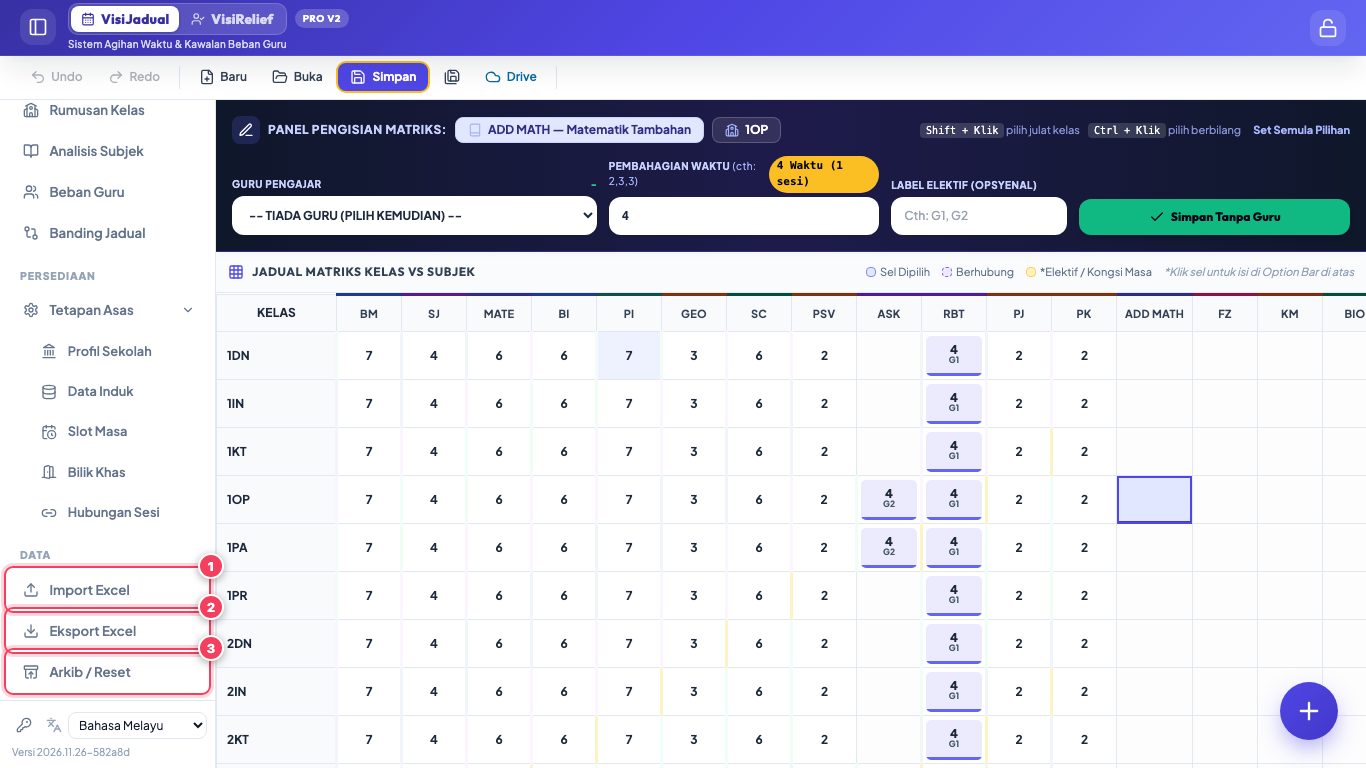 VisiJadual VisiRelief PRO V2
Sistem Agihan Waktu & Kawalan Beban Guru
Undo Redo Baru Buka Simpan Drive
Rumusan Kelas
Analisis Subjek
Beban Guru
Banding Jadual
PERSEDIAAN
Tetapan Asas
Profil Sekolah
Data Induk
Slot Masa
Bilik Khas
Hubungan Sesi
DATA
1
Import Excel
2
Eksport Excel
3
Arkib / Reset
Bahasa Melayu
Versi 2026.11.26-582a8d
PANEL PENGISIAN MATRIKS: ADD MATH — Matematik Tambahan 1OP
Shift + Klik pilih julat kelas Ctrl + Klik pilih berbilang Set Semula Pilihan
GURU PENGAJAR -
-- TIADA GURU (PILIH KEMUDIAN) --
PEMBAHAGIAN WAKTU (cth:
2,3,3)
4 Waktu (1
sesi)
4
LABEL ELEKTIF (OPSYENAL)
Cth: G1, G2
Simpan Tanpa Guru
JADUAL MATRIKS KELAS VS SUBJEK
Sel Dipilih Berhubung *Elektif / Kongsi Masa *Klik sel untuk isi di Option Bar di atas
KELAS BM SJ MATE BI PI GEO SC PSV ASK RBT PJ PK ADD MATH FZ KM BIO
1DN 7 4 6 6 7 3 6 2 4 G1 2 2
1IN 7 4 6 6 7 3 6 2 4 G1 2 2
1KT 7 4 6 6 7 3 6 2 4 G1 2 2
1OP 7 4 6 6 7 3 6 2 4 G2 4 G1 2 2
1PA 7 4 6 6 7 3 6 2 4 G2 4 G1 2 2
1PR 7 4 6 6 7 3 6 2 4 G1 2 2
2DN 7 4 6 6 7 3 6 2 4 G1 2 2
2IN 7 4 6 6 7 3 6 2 4 G1 2 2
2KT 7 4 6 6 7 3 6 2 4 G1 2 2